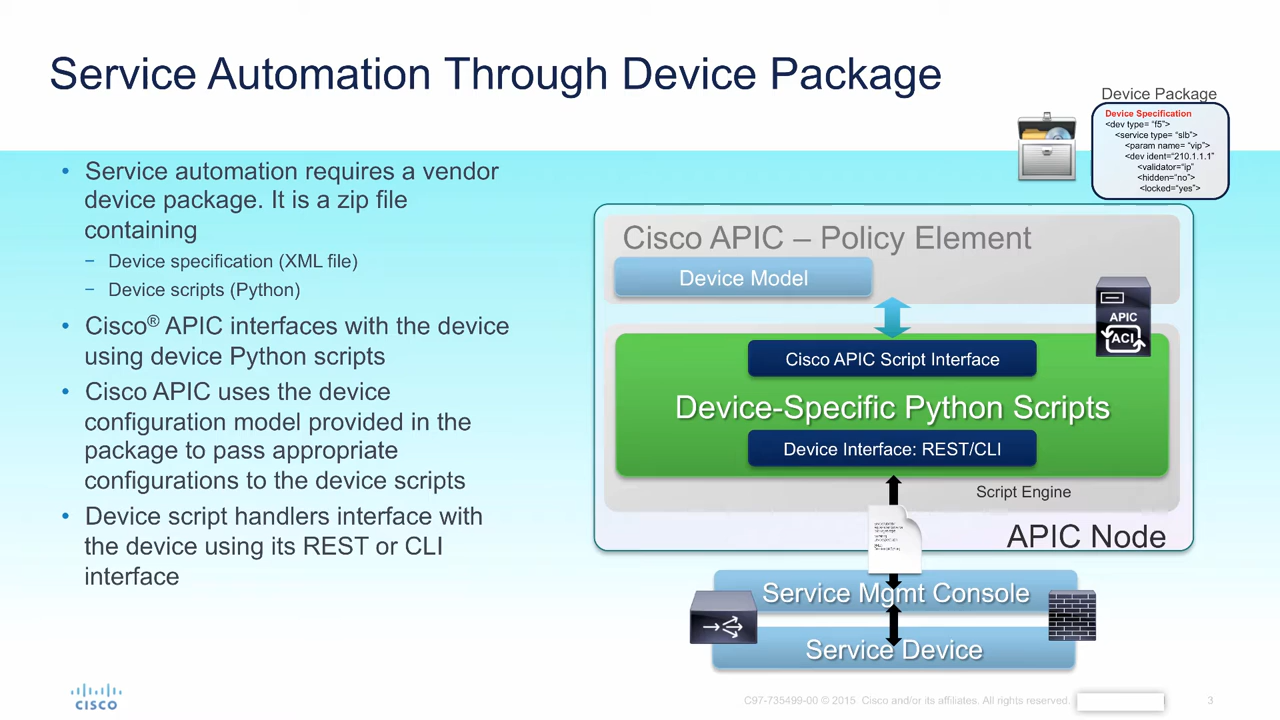 Service Automation Through Device Package
Device Package
Device Specification
<dev type= “f5”>
<service type= “slb”>
<param name= “vip”>
<dev ident=“210.1.1.1”
<validator=“ip”
<hidden=“no”>
<locked=“yes”>
• Service automation requires a vendor
device package. It is a zip file
containing
− Device specification (XML file)
− Device scripts (Python)
• Cisco® APIC interfaces with the device
using device Python scripts
• Cisco APIC uses the device
configuration model provided in the
package to pass appropriate
configurations to the device scripts
• Device script handlers interface with
the device using its REST or CLI
interface
Cisco APIC – Policy Element
Device Model
APIC
ACI
Cisco APIC Script Interface
Device-Specific Python Scripts
Device Interface: REST/CLI
Script Engine
APIC Node
Service Mgmt Console
Service Device
CISCO
C97-735499-00 © 2015 Cisco and/or its affiliates. All rights reserved.
3